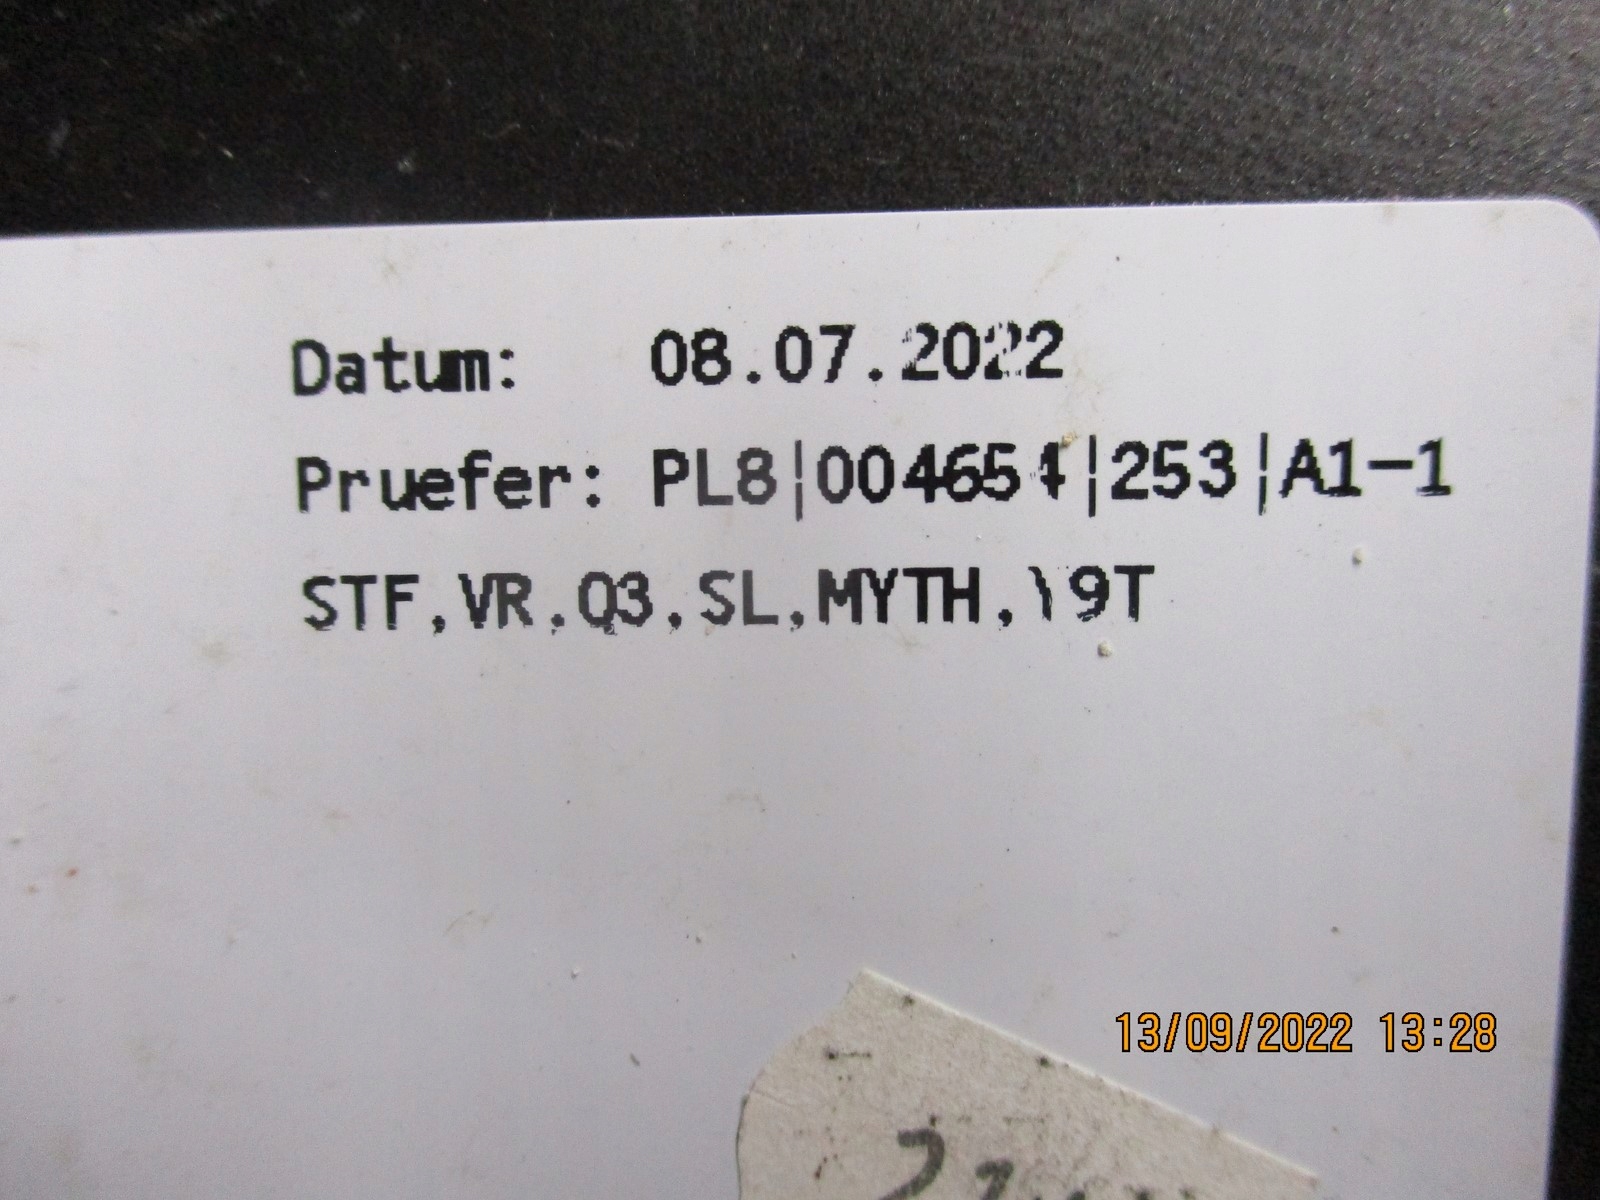 Datum: 08.07.2022
Pruefer: PL8|004654|253|A1-1
STF,VR,Q3,SL,MYTH,
13/09/2022 13:28